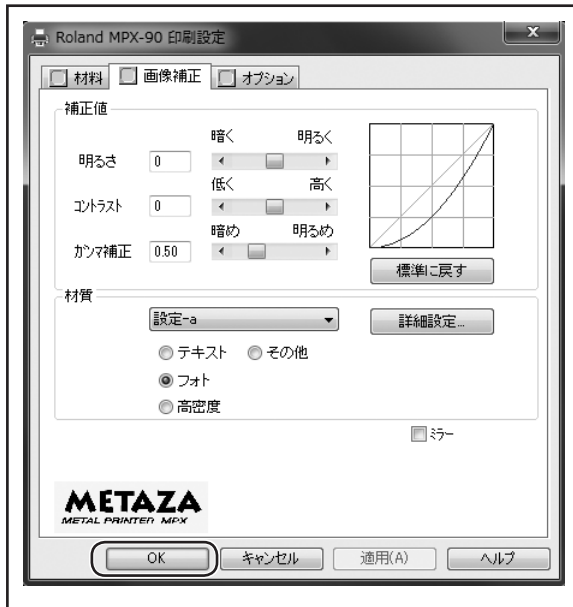 Roland MPX-90 印刷設定
材料 画像補正 オプション
補正値
暗く 明るく
明るさ 0
低く 高く
コントラスト 0
暗め 明るめ
ガンマ補正 0.50
標準に戻す
材質
設定-a 詳細設定...
テキスト その他
フォト
高密度
ミラー
METAZA
METAL PRINTER MPX
OK キャンセル 適用(A) ヘルプ